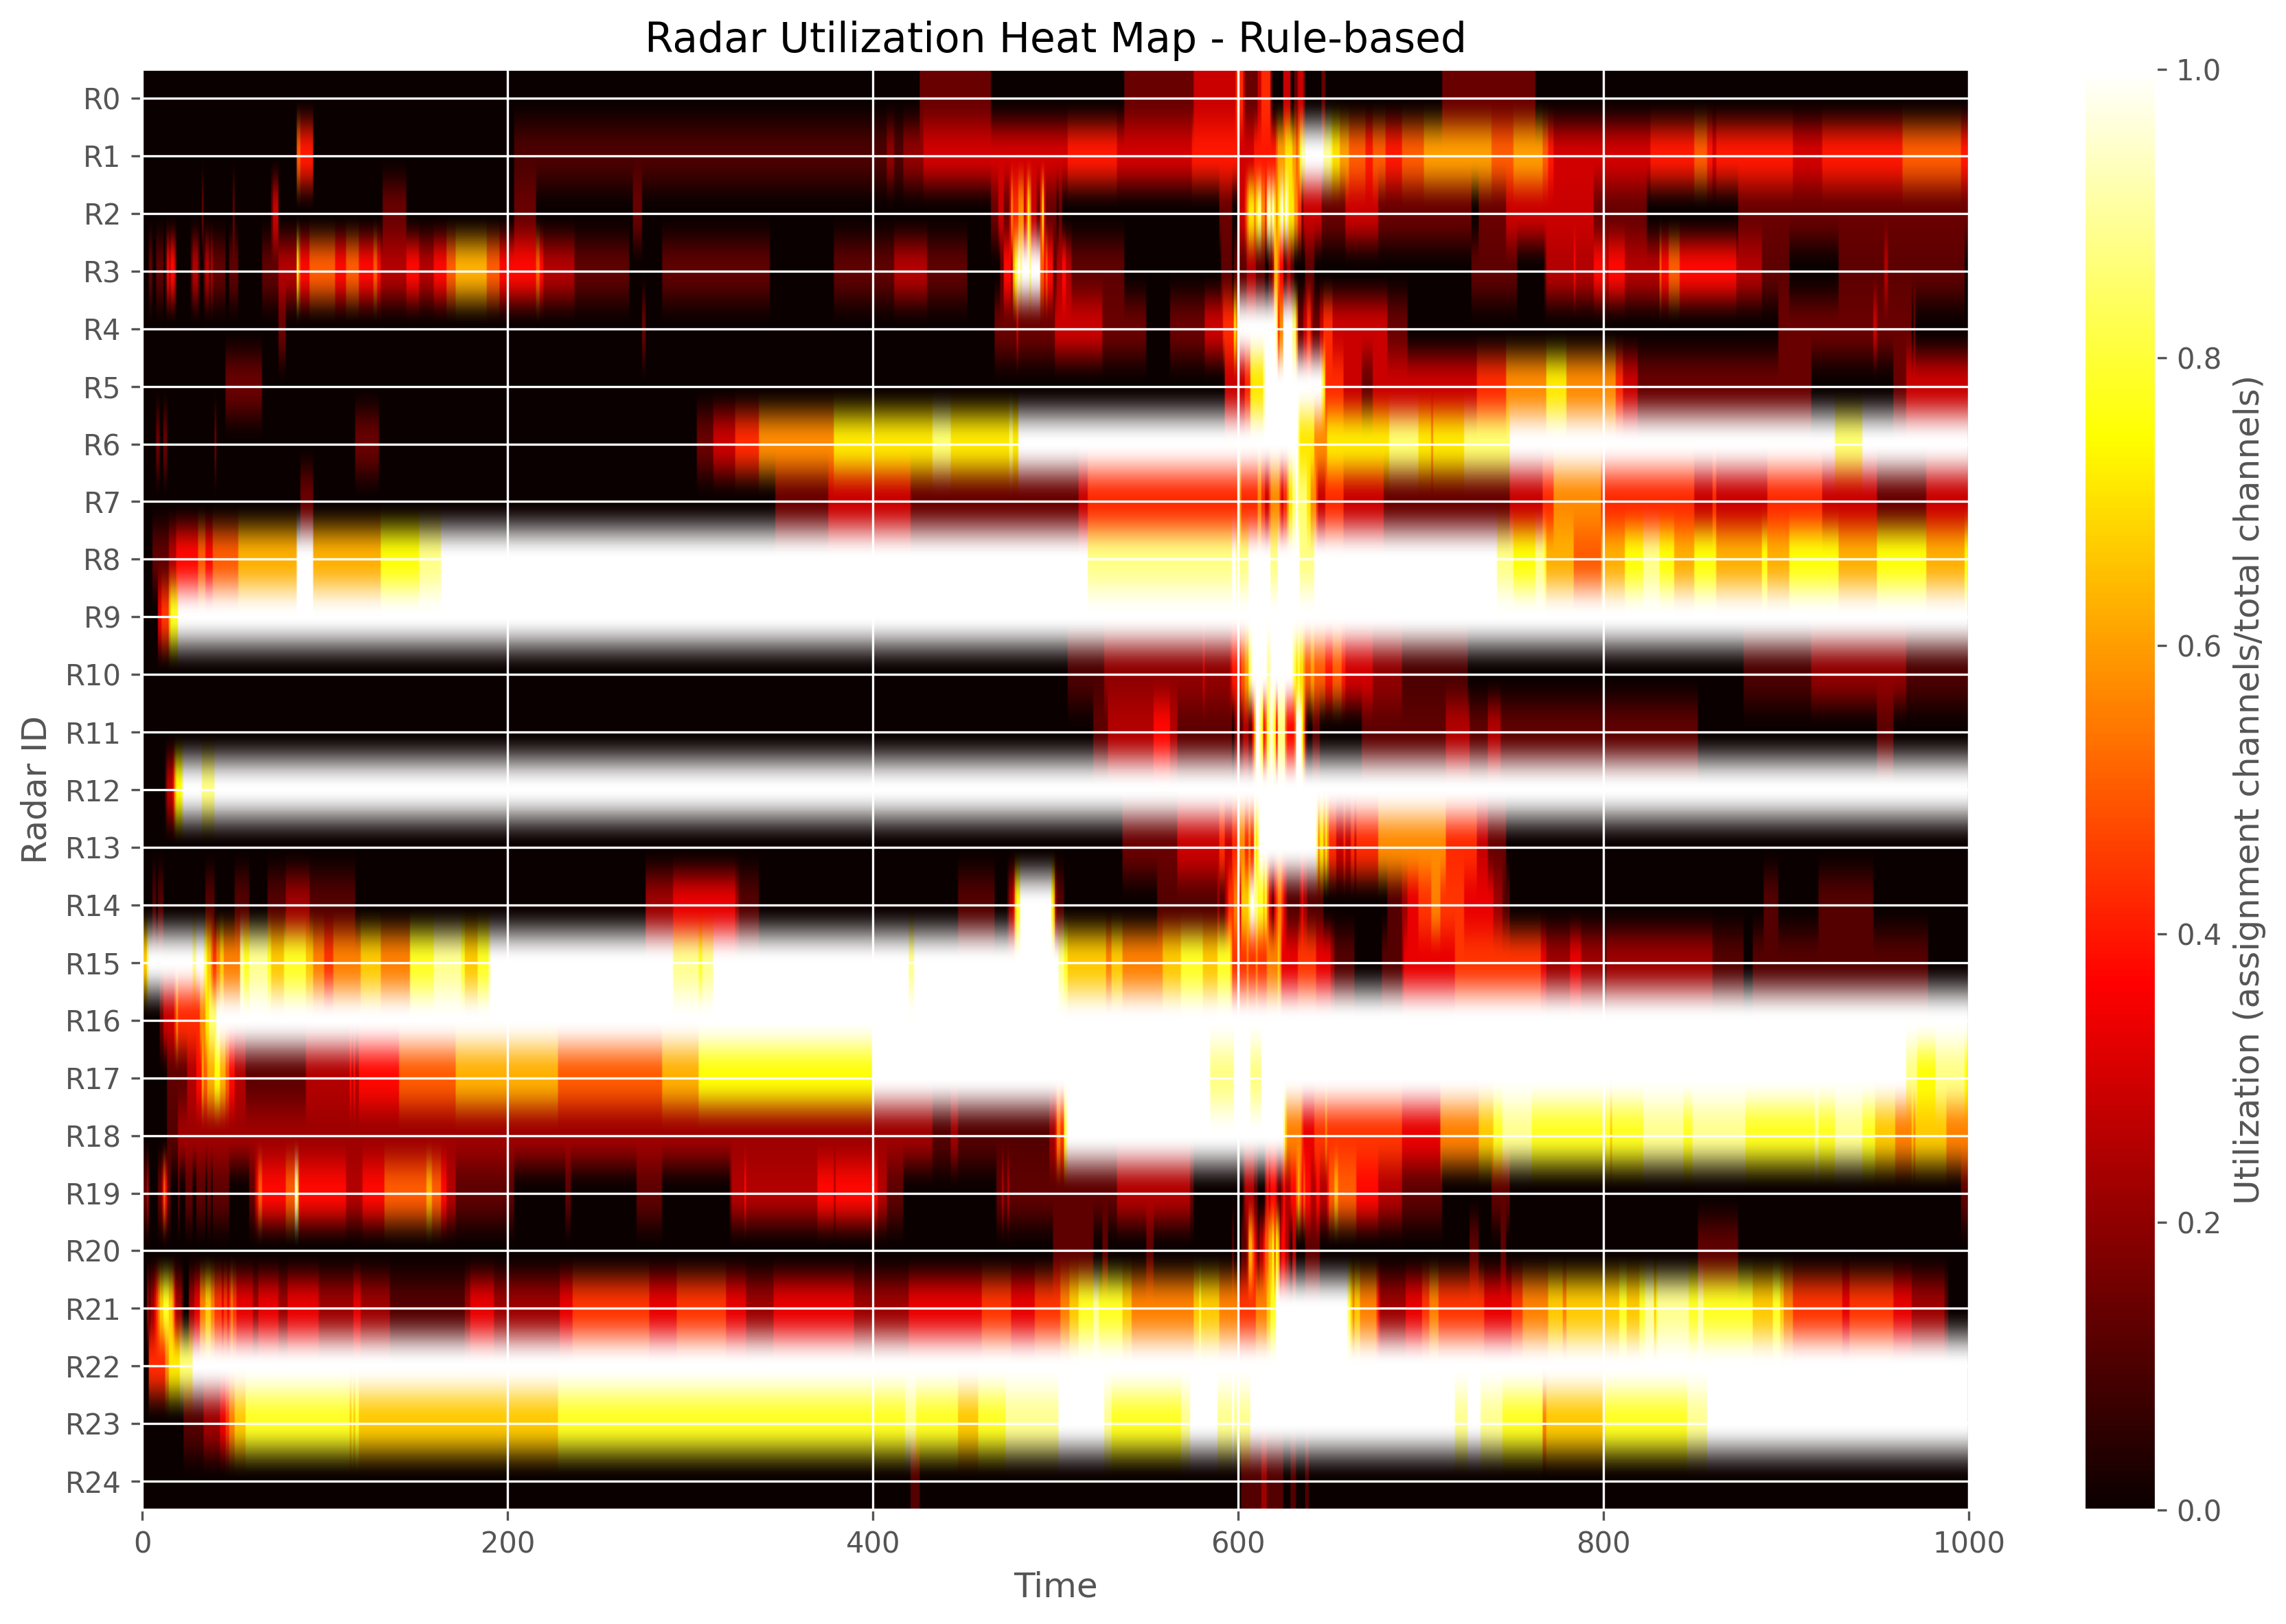 Radar Utilization Heat Map - Rule-based
R0
R1
R2
R3
R4
R5
R6
R7
R8
R9
R10
R11
R12
R13
R14
R15
R16
R17
R18
R19
R20
R21
R22
R23
R24
Radar ID
0 200 400 600 800 1000
Time
1.0
0.8
0.6
0.4
0.2
0.0
Utilization (assignment channels/total channels)